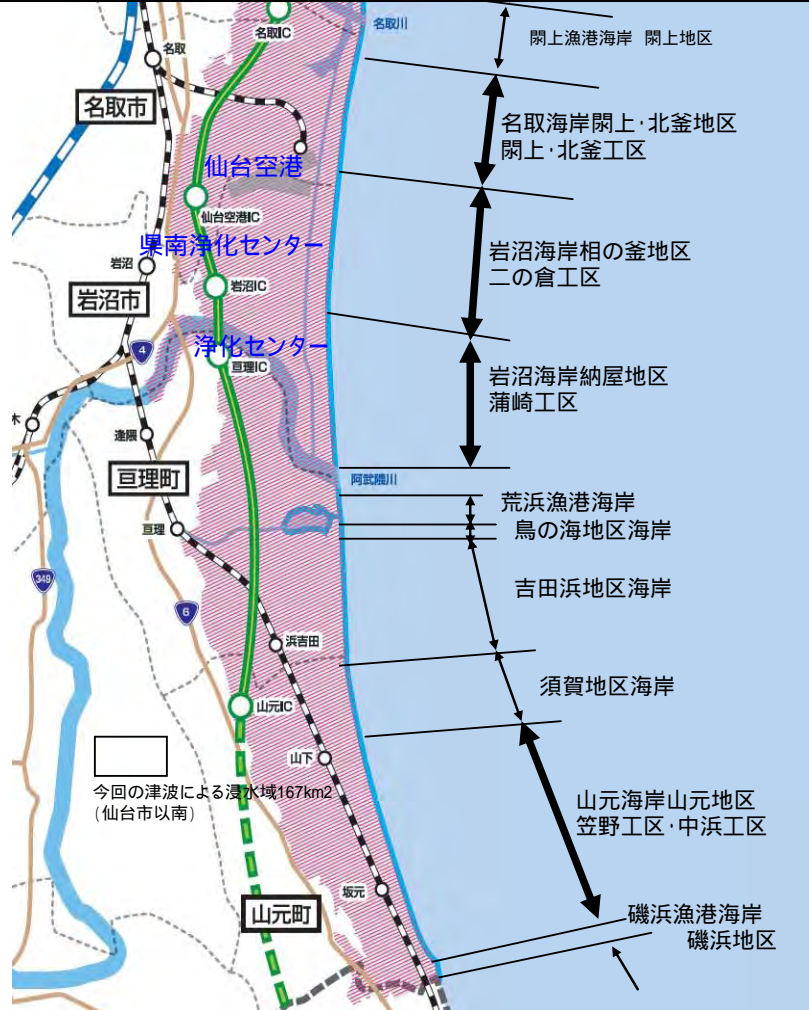 名取川
名取IC
閖上漁港海岸 閖上地区
名取
名取市
名取海岸閖上・北釜地区
閖上・北釜工区
仙台空港
仙台空港IC
県南浄化センター
岩沼
岩沼IC
岩沼市
岩沼海岸相の釜地区
二の倉工区
浄化センター
4
亘理IC
岩沼海岸納屋地区
蒲崎工区
木
逢隈
亘理町
阿武隈川
荒浜漁港海岸
亘理
鳥の海地区海岸
349
6
吉田浜地区海岸
浜吉田
須賀地区海岸
山元IC
山下
今回の津波による浸水域167km2
(仙台市以南)
山元海岸山元地区
笠野工区・中浜工区
坂元
山元町
磯浜漁港海岸
磯浜地区